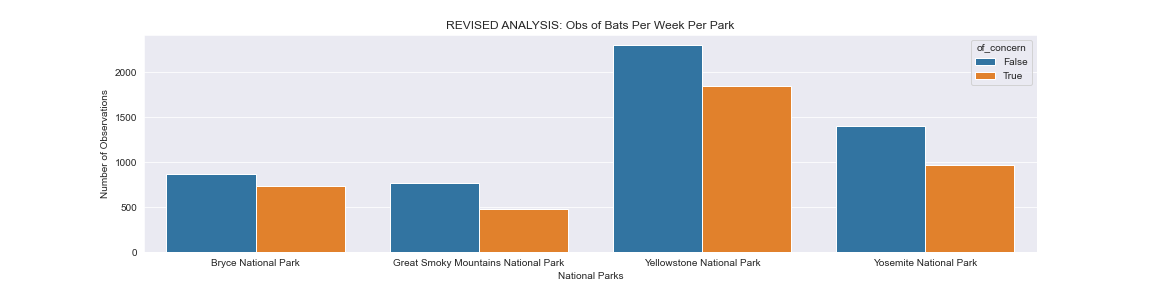 REVISED ANALYSIS: Obs of Bats Per Week Per Park
of_concern
False
True
Number of Observations
2000
1500
1000
500
0
Bryce National Park
Great Smoky Mountains National Park
Yellowstone National Park
Yosemite National Park
National Parks